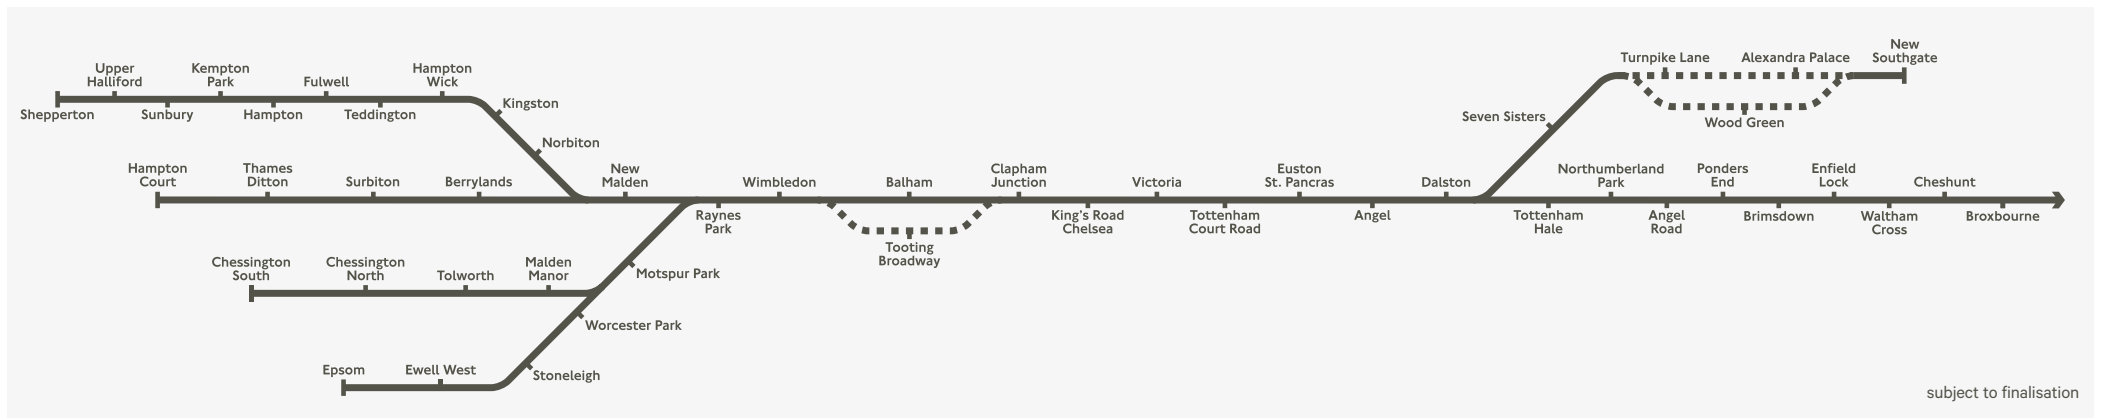 Upper
Halliford
Kempton
Park
Fulwell
Hampton
Wick
Shepperton
Sunbury
Hampton
Teddington
Kingston
Norbiton
Hampton
Court
Thames
Ditton
Surbiton
Berrylands
New
Malden
Raynes
Park
Wimbledon
Balham
Tooting
Broadway
Clapham
Junction
King's Road
Chelsea
Victoria
Tottenham
Court Road
Euston
St. Pancras
Angel
Dalston
Seven Sisters
Turnpike Lane
Alexandra Palace
Wood Green
New
Southgate
Tottenham
Hale
Northumberland
Park
Angel
Road
Ponders
End
Brimsdown
Enfield
Lock
Waltham
Cross
Cheshunt
Broxbourne
Chessington
South
Chessington
North
Tolworth
Malden
Manor
Motspur Park
Worcester Park
Stoneleigh
Epsom
Ewell West
subject to finalisation